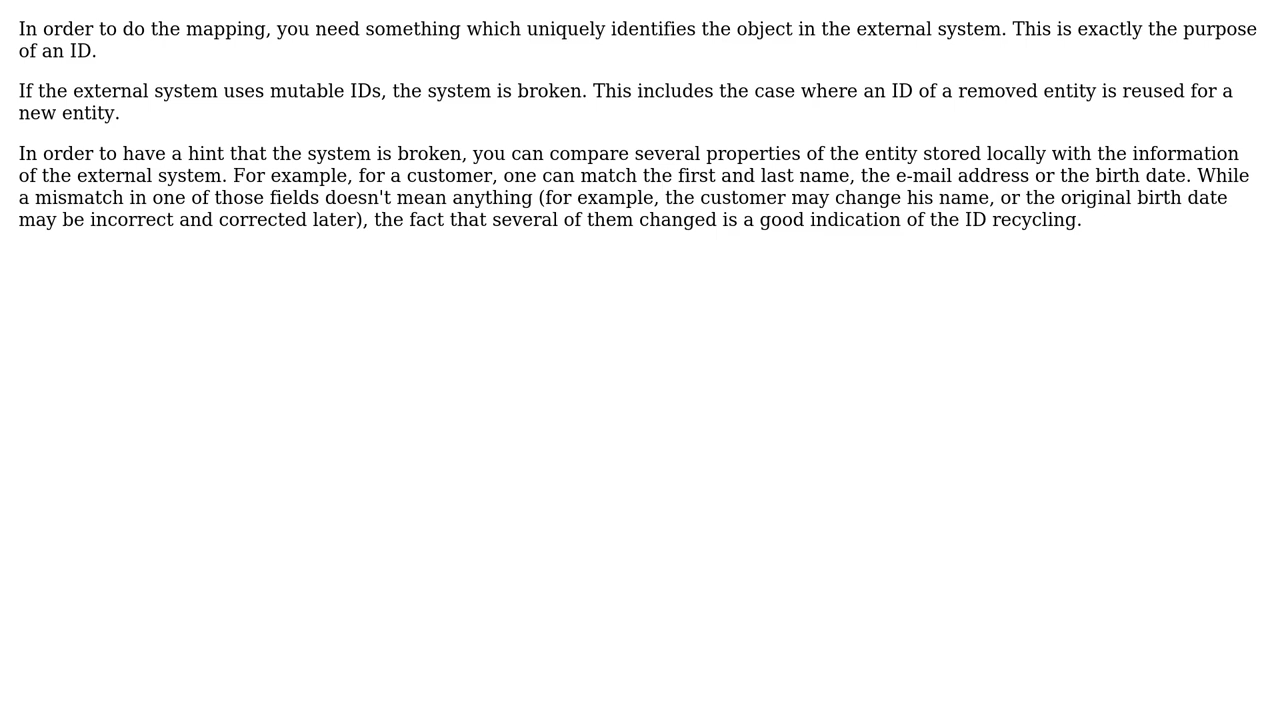 In order to do the mapping, you need something which uniquely identifies the object in the external system. This is exactly the purpose
of an ID.
If the external system uses mutable IDs, the system is broken. This includes the case where an ID of a removed entity is reused for a
new entity.
In order to have a hint that the system is broken, you can compare several properties of the entity stored locally with the information
of the external system. For example, for a customer, one can match the first and last name, the e-mail address or the birth date. While
a mismatch in one of those fields doesn't mean anything (for example, the customer may change his name, or the original birth date
may be incorrect and corrected later), the fact that several of them changed is a good indication of the ID recycling.